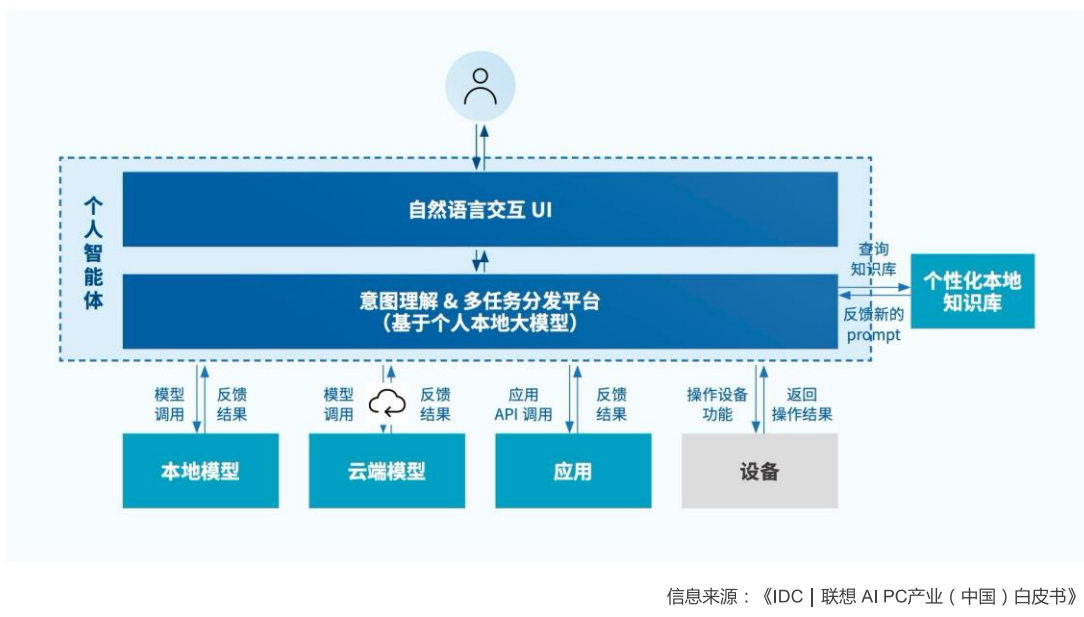 个人智能体
自然语言交互 UI
意图理解 & 多任务分发平台
（基于个人本地大模型）
查询
知识库
反馈新的
prompt
个性化本地
知识库
模型
调用
反馈
结果
模型
调用
反馈
结果
应用
API 调用
反馈
结果
操作设备
功能
返回
操作结果
本地模型
云端模型
应用
设备
信息来源：《IDC | 联想 AI PC产业（中国）白皮书》